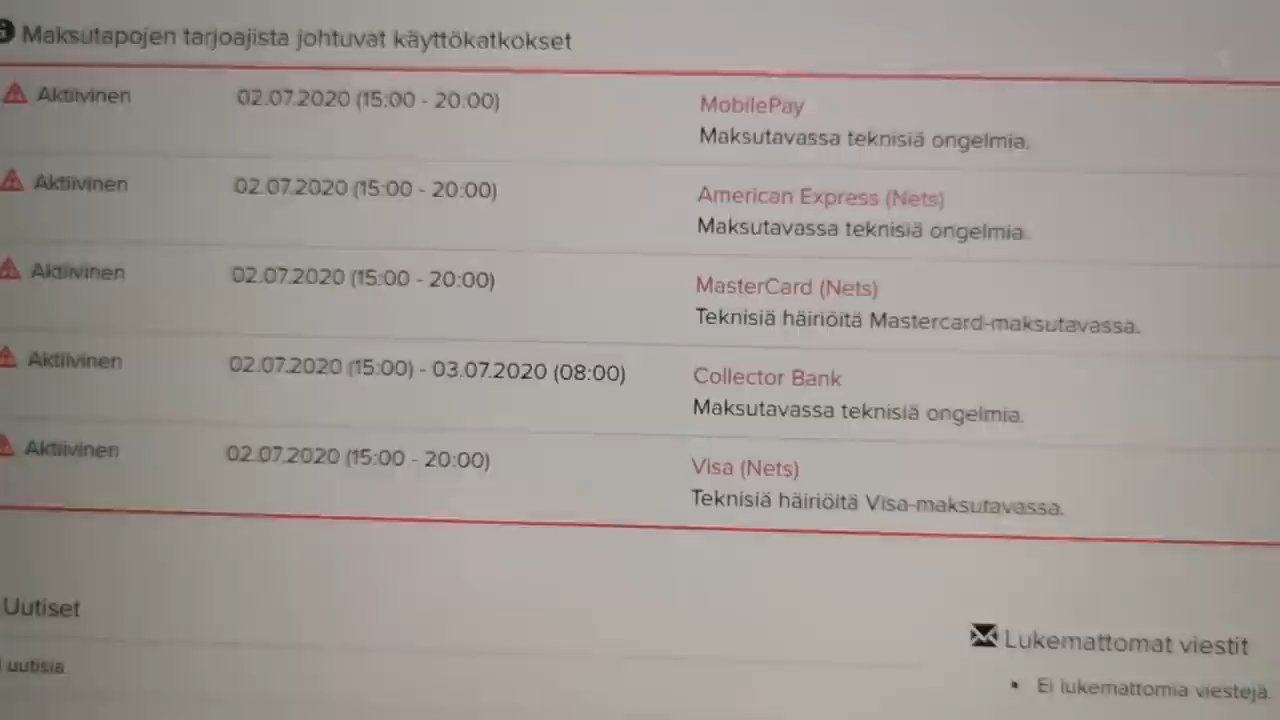 Maksutapojen tarjoajista johtuvat käyttökatkokset
Aktiivinen 02.07.2020 (15:00 - 20:00) MobilePay
Maksutavassa teknisiä ongelmia.
Aktiivinen 02.07.2020 (15:00 - 20:00) American Express (Nets)
Maksutavassa teknisiä ongelmia.
Aktiivinen 02.07.2020 (15:00 - 20:00) MasterCard (Nets)
Teknisiä häiriöitä Mastercard-maksutavassa.
Aktiivinen 02.07.2020 (15:00) - 03.07.2020 (08:00) Collector Bank
Maksutavassa teknisiä ongelmia.
Aktiivinen 02.07.2020 (15:00 - 20:00) Visa (Nets)
Teknisiä häiriöitä Visa-maksutavassa.
Uutiset
uutisia.
Lukemattomat viestit
Ei lukemattomia viestejä.